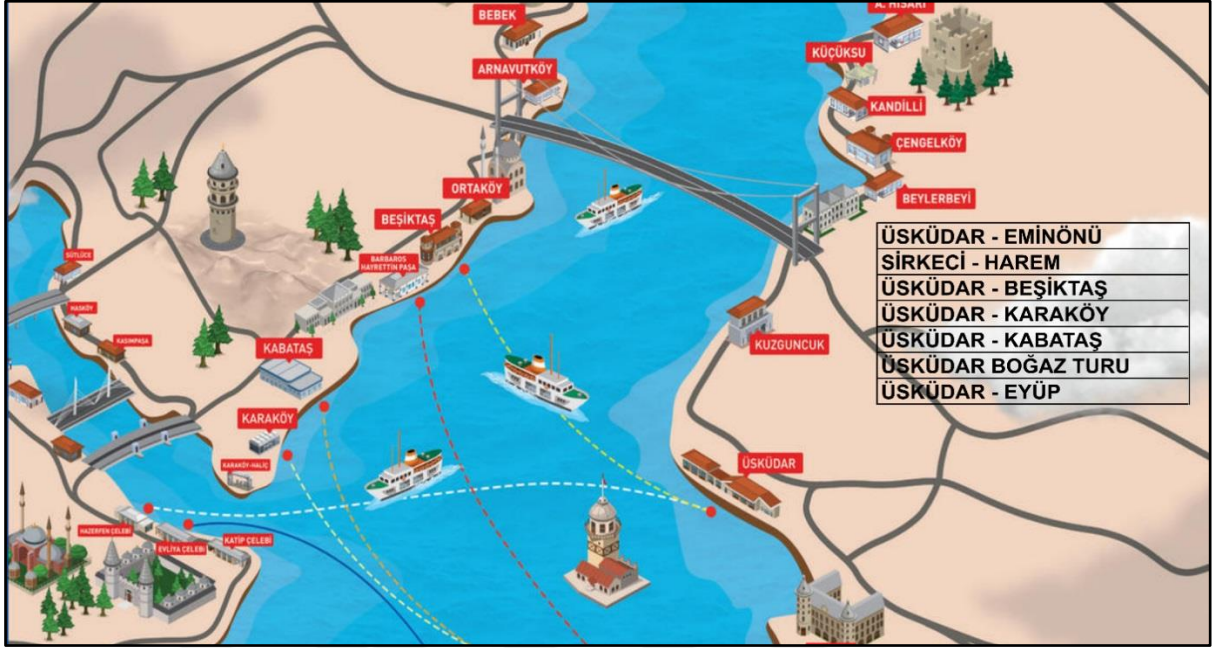 BEBEK
A. HİSARI
ARNAVUTKÖY
KÜÇÜKSU
KANDİLLİ
ÇENGELKÖY
BEYLERBEYİ
ORTAKÖY
BEŞİKTAŞ
BARBAROS
HAYRETTİN PAŞA
SÜTLÜCE
HASKÖY
KASIMPAŞA
KABATAŞ
KUZGUNCUK
KARAKÖY
KARAKÖY-HALİÇ
ÜSKÜDAR
HAZERFEN ÇELEBİ
EVLİYA ÇELEBİ
KATİP ÇELEBİ
ÜSKÜDAR - EMİNÖNÜ
SİRKECİ - HAREM
ÜSKÜDAR - BEŞİKTAŞ
ÜSKÜDAR - KARAKÖY
ÜSKÜDAR - KABATAŞ
ÜSKÜDAR BOĞAZ TURU
ÜSKÜDAR - EYÜP